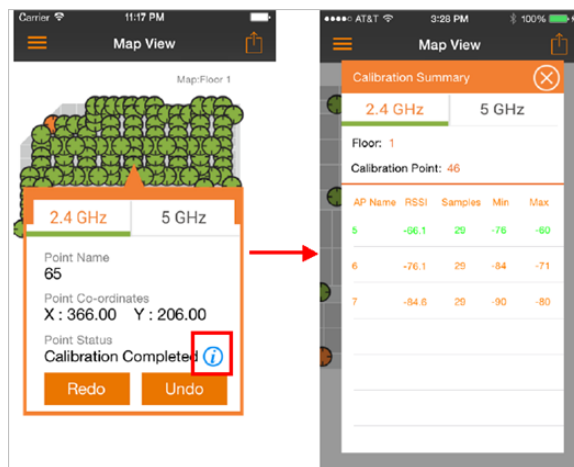 Carrier 11:17 PM
Map View
Map:Floor 1
2.4 GHz 5 GHz
Point Name
65
Point Co-ordinates
X : 366.00 Y : 206.00
Point Status
Calibration Completed i
Redo Undo
AT&T 3:28 PM 100%
Map View
Calibration Summary
2.4 GHz 5 GHz
Floor: 1
Calibration Point: 46
AP Name RSSI Samples Min Max
5 -66.1 29 -76 -60
6 -76.1 29 -84 -71
7 -84.6 29 -90 -80